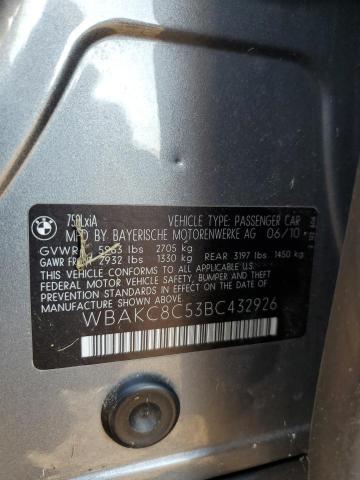 BMW
750LxiA VEHICLE TYPE: PASSENGER CAR
MFD BY BAYERISCHE MOTORENWERKE AG 06/10
GVWR 5963 lbs 2705 kg
GAWR FRONT 2932 lbs 1330 kg GAWR REAR 3197 lbs 1450 kg
THIS VEHICLE CONFORMS TO ALL APPLICABLE
FEDERAL MOTOR VEHICLE SAFETY, BUMPER AND
THEFT PREVENTION STANDARDS IN EFFECT ON THE DATE OF
MANUFACTURE SHOWN ABOVE.
WBAKC8C53BC432926